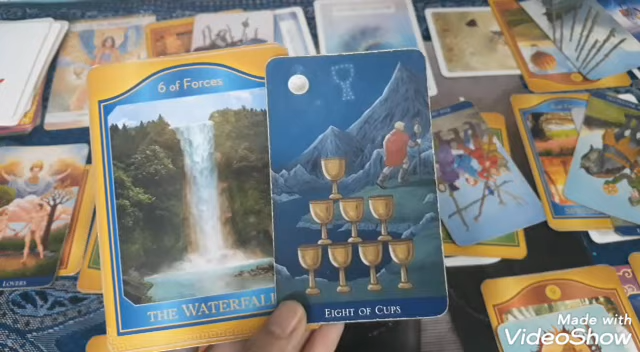 6 of Forces
THE WATERFALL
EIGHT OF CUPS
LOVERS
Made with
VideoShow